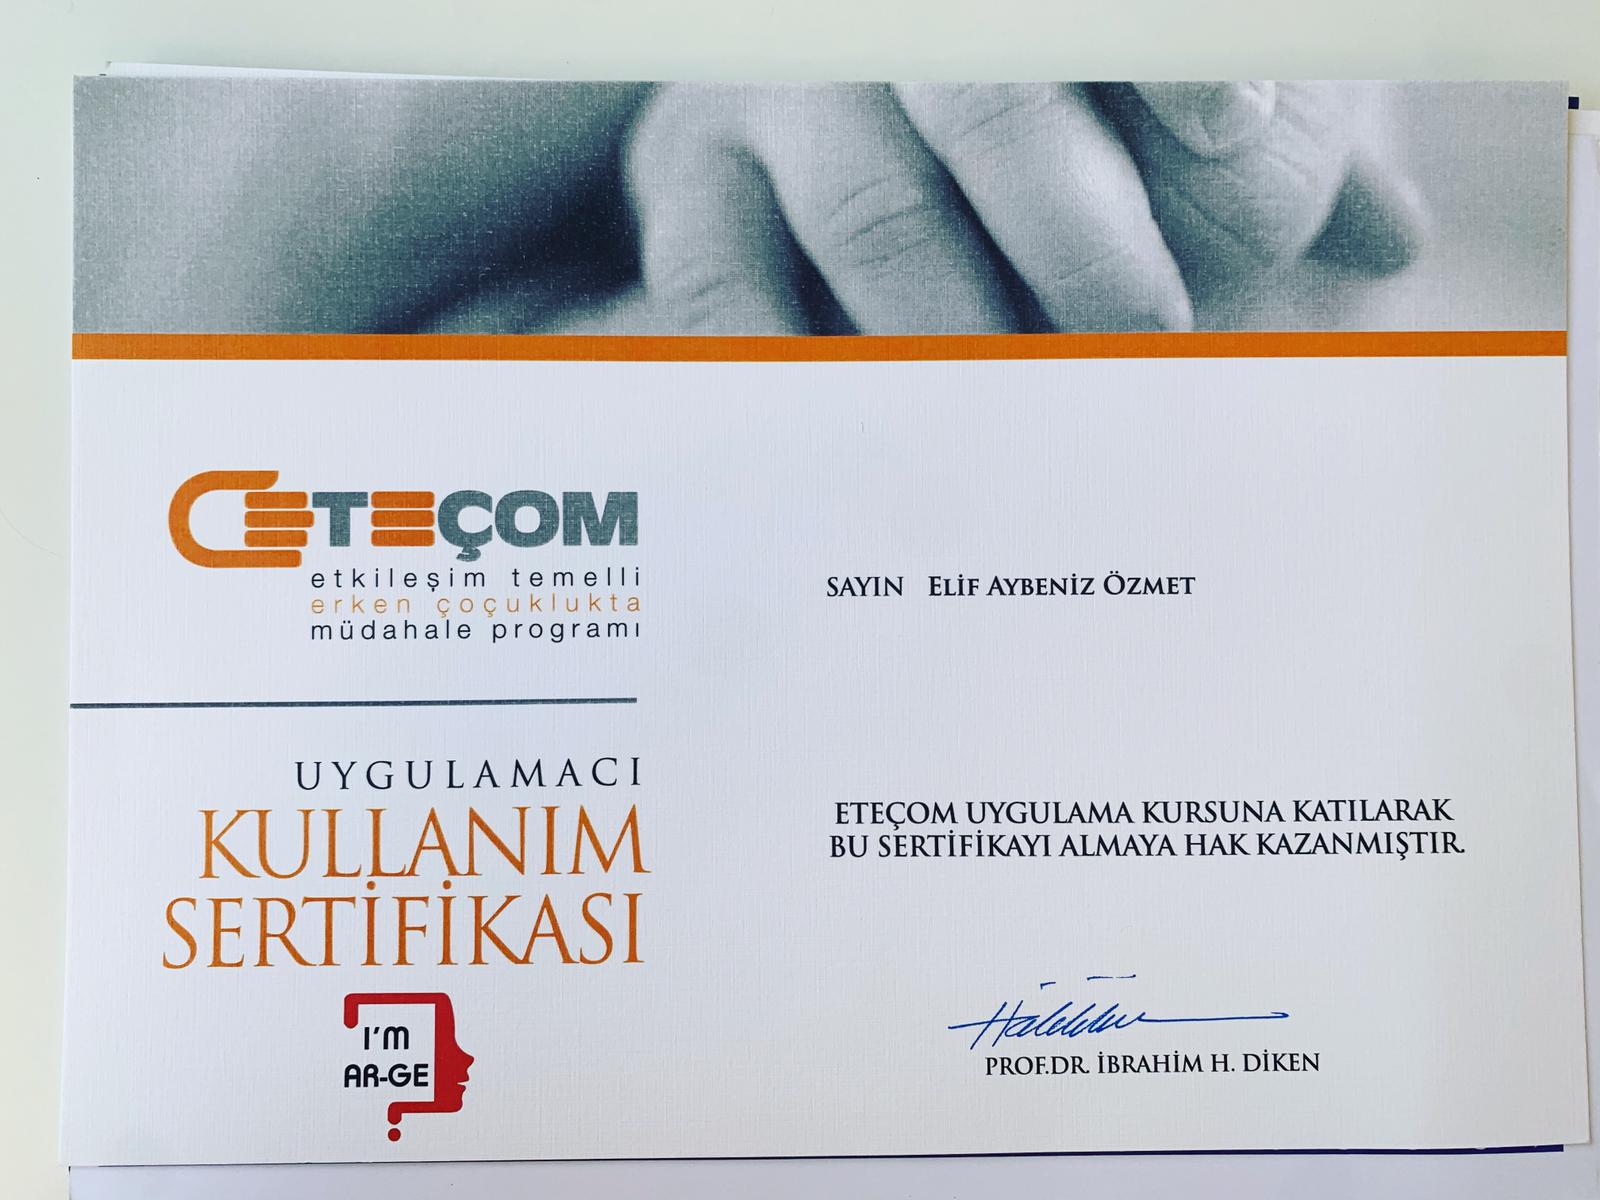 ETEÇOM
etkileşim temelli
erken çoçuklukta
müdahale programı
UYGULAMACI
KULLANIM
SERTİFİKASI
I'M
AR-GE
SAYIN ELİF AYBENİZ ÖZMET
ETEÇOM UYGULAMA KURSUNA KATILARAK
BU SERTİFİKAYI ALMAYA HAK KAZANMIŞTIR.
PROF.DR. İBRAHİM H. DİKEN